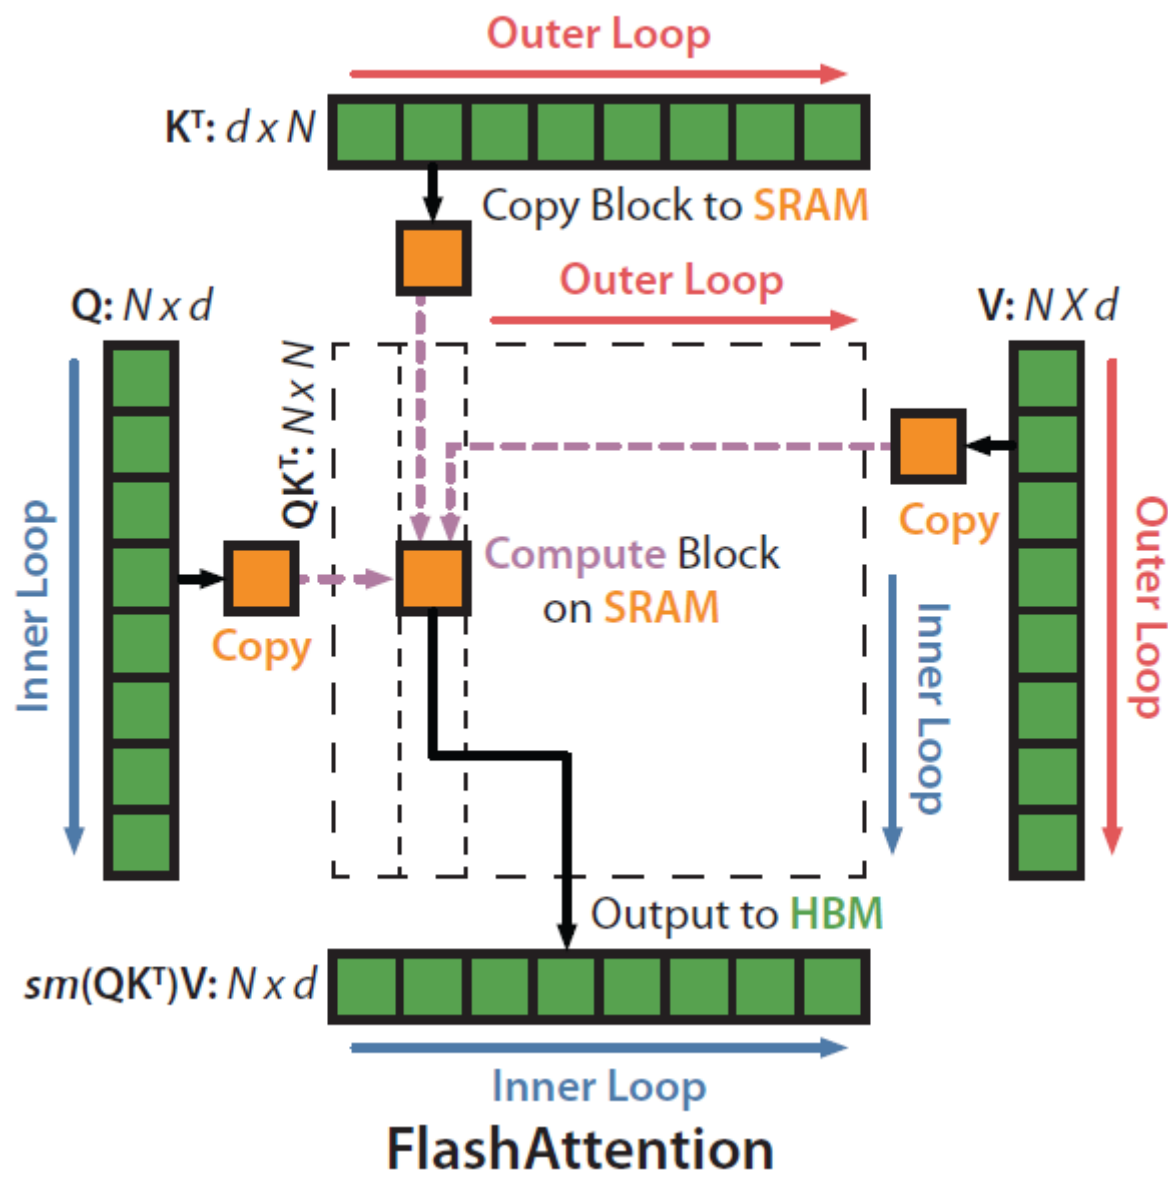 Outer Loop
Kᵀ: d x N
Copy Block to SRAM
Outer Loop
Q: N x d
V: N X d
QKᵀ: N x N
Copy
Compute Block
on SRAM
Copy
Inner Loop
Inner Loop
Outer Loop
Output to HBM
sm(QKᵀ)V: N x d
Inner Loop
FlashAttention